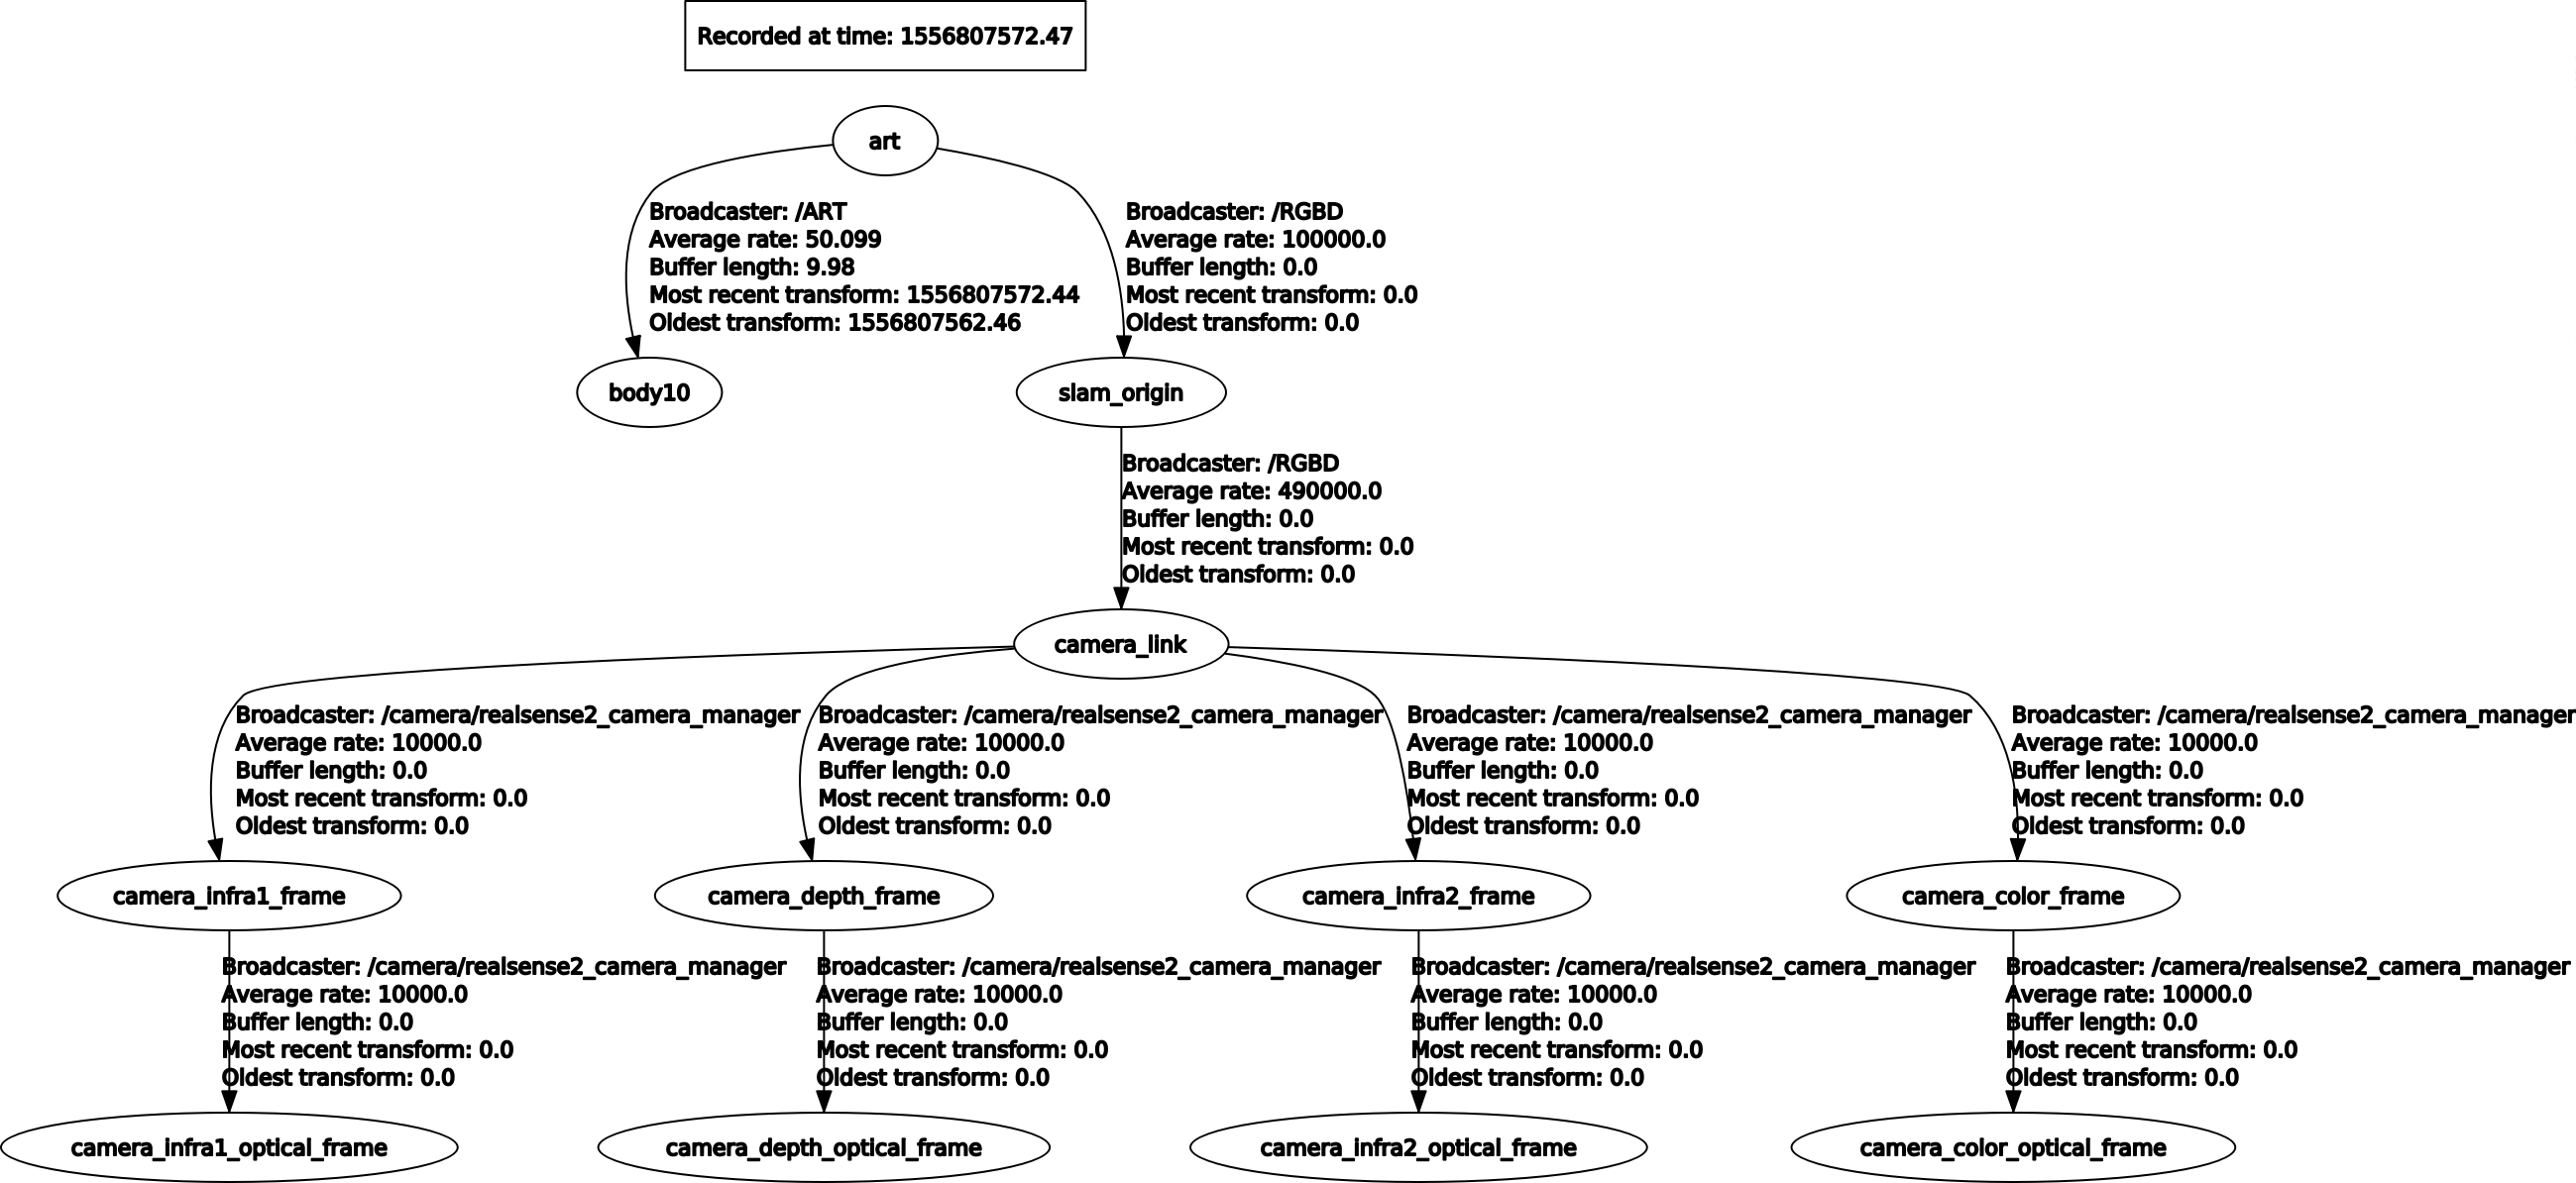 Recorded at time: 1556807572.47
art
Broadcaster: /ART
Average rate: 50.099
Buffer length: 9.98
Most recent transform: 1556807572.44
Oldest transform: 1556807562.46
Broadcaster: /RGBD
Average rate: 100000.0
Buffer length: 0.0
Most recent transform: 0.0
Oldest transform: 0.0
body10
slam_origin
Broadcaster: /RGBD
Average rate: 490000.0
Buffer length: 0.0
Most recent transform: 0.0
Oldest transform: 0.0
camera_link
Broadcaster: /camera/realsense2_camera_manager
Average rate: 10000.0
Buffer length: 0.0
Most recent transform: 0.0
Oldest transform: 0.0
Broadcaster: /camera/realsense2_camera_manager
Average rate: 10000.0
Buffer length: 0.0
Most recent transform: 0.0
Oldest transform: 0.0
Broadcaster: /camera/realsense2_camera_manager
Average rate: 10000.0
Buffer length: 0.0
Most recent transform: 0.0
Oldest transform: 0.0
Broadcaster: /camera/realsense2_camera_manager
Average rate: 10000.0
Buffer length: 0.0
Most recent transform: 0.0
Oldest transform: 0.0
camera_infra1_frame
camera_depth_frame
camera_infra2_frame
camera_color_frame
Broadcaster: /camera/realsense2_camera_manager
Average rate: 10000.0
Buffer length: 0.0
Most recent transform: 0.0
Oldest transform: 0.0
Broadcaster: /camera/realsense2_camera_manager
Average rate: 10000.0
Buffer length: 0.0
Most recent transform: 0.0
Oldest transform: 0.0
Broadcaster: /camera/realsense2_camera_manager
Average rate: 10000.0
Buffer length: 0.0
Most recent transform: 0.0
Oldest transform: 0.0
Broadcaster: /camera/realsense2_camera_manager
Average rate: 10000.0
Buffer length: 0.0
Most recent transform: 0.0
Oldest transform: 0.0
camera_infra1_optical_frame
camera_depth_optical_frame
camera_infra2_optical_frame
camera_color_optical_frame